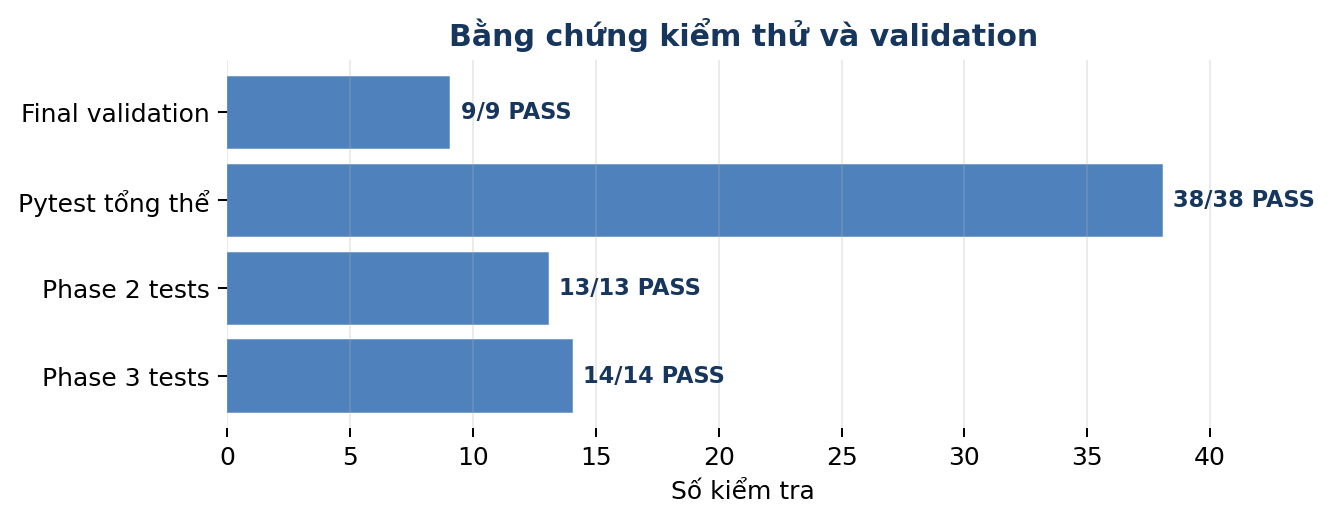 Bằng chứng kiểm thử và validation
Final validation
9/9 PASS
Pytest tổng thể
38/38 PASS
Phase 2 tests
13/13 PASS
Phase 3 tests
14/14 PASS
0 5 10 15 20 25 30 35 40
Số kiểm tra